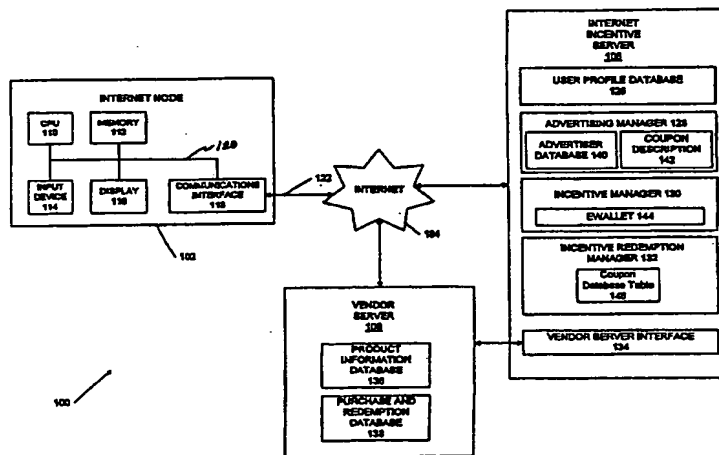 INTERNET NODE
CPU
110
MEMORY
112
120
INPUT
DEVICE
114
DISPLAY
116
COMMUNICATIONS
INTERFACE
118
102
122
INTERNET
104
100
VENDOR
SERVER
108
PRODUCT
INFORMATION
DATABASE
136
PURCHASE AND
REDEMPTION
DATABASE
138
INTERNET
INCENTIVE
SERVER
106
USER PROFILE DATABASE
126
ADVERTISING MANAGER 128
ADVERTISER
DATABASE 140
COUPON
DESCRIPTION
142
INCENTIVE MANAGER 130
EWALLET 144
INCENTIVE REDEMPTION
MANAGER 132
Coupon
Database Table
146
VENDOR SERVER INTERFACE
134